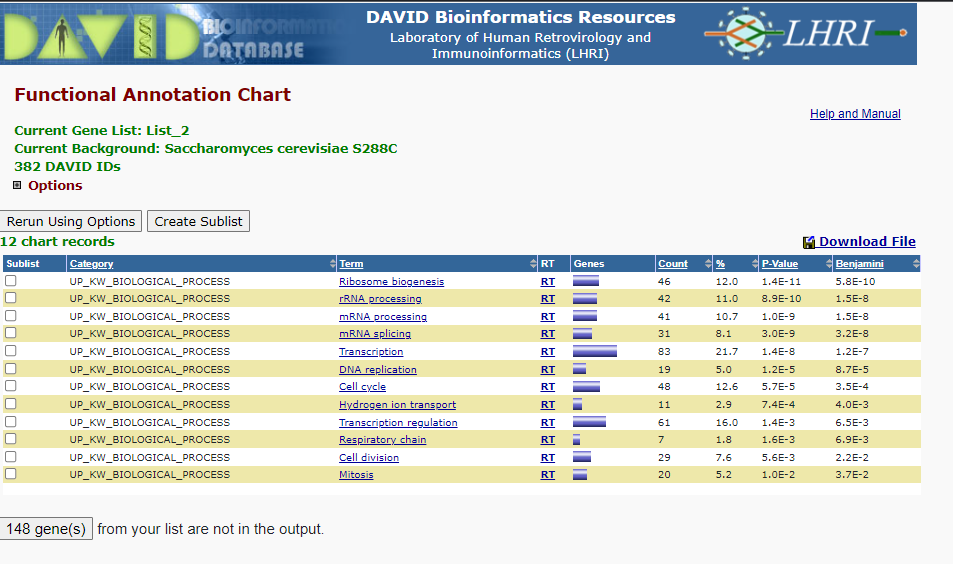 DAVID BIOINFORMATICS DATABASE
DAVID Bioinformatics Resources
Laboratory of Human Retrovirology and
Immunoinformatics (LHRI)
LHRI
Functional Annotation Chart
Help and Manual
Current Gene List: List_2
Current Background: Saccharomyces cerevisiae S288C
382 DAVID IDs
Options
Rerun Using Options Create Sublist
12 chart records Download File
Sublist Category Term RT Genes Count % P-Value Benjamini
UP_KW_BIOLOGICAL_PROCESS Ribosome biogenesis RT 46 12.0 1.4E-11 5.8E-10
UP_KW_BIOLOGICAL_PROCESS rRNA processing RT 42 11.0 8.9E-10 1.5E-8
UP_KW_BIOLOGICAL_PROCESS mRNA processing RT 41 10.7 1.0E-9 1.5E-8
UP_KW_BIOLOGICAL_PROCESS mRNA splicing RT 31 8.1 3.0E-9 3.2E-8
UP_KW_BIOLOGICAL_PROCESS Transcription RT 83 21.7 1.4E-8 1.2E-7
UP_KW_BIOLOGICAL_PROCESS DNA replication RT 19 5.0 1.2E-5 8.7E-5
UP_KW_BIOLOGICAL_PROCESS Cell cycle RT 48 12.6 5.7E-5 3.5E-4
UP_KW_BIOLOGICAL_PROCESS Hydrogen ion transport RT 11 2.9 7.4E-4 4.0E-3
UP_KW_BIOLOGICAL_PROCESS Transcription regulation RT 61 16.0 1.4E-3 6.5E-3
UP_KW_BIOLOGICAL_PROCESS Respiratory chain RT 7 1.8 1.6E-3 6.9E-3
UP_KW_BIOLOGICAL_PROCESS Cell division RT 29 7.6 5.6E-3 2.2E-2
UP_KW_BIOLOGICAL_PROCESS Mitosis RT 20 5.2 1.0E-2 3.7E-2
148 gene(s) from your list are not in the output.